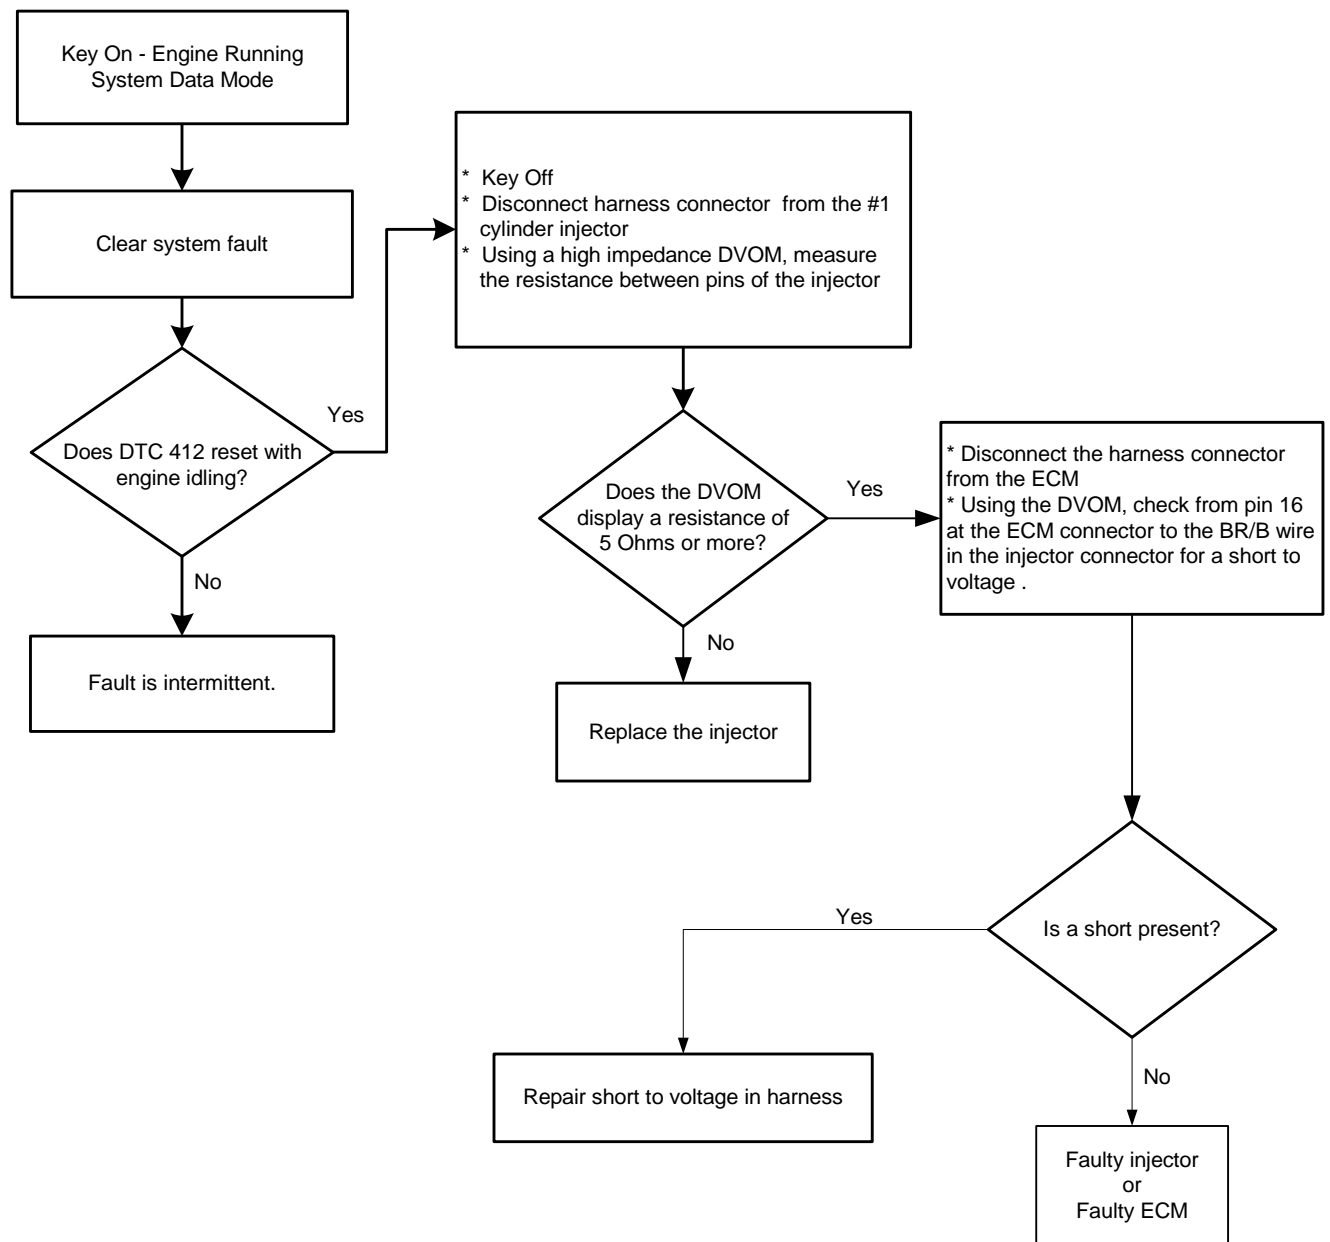 Key On - Engine Running
System Data Mode
Clear system fault
Does DTC 412 reset with
engine idling?
Yes
No
Fault is intermittent.
* Key Off
* Disconnect harness connector from the #1
cylinder injector
* Using a high impedance DVOM, measure
the resistance between pins of the injector
Does the DVOM
display a resistance of
5 Ohms or more?
Yes
No
Replace the injector
* Disconnect the harness connector
from the ECM
* Using the DVOM, check from pin 16
at the ECM connector to the BR/B wire
in the injector connector for a short to
voltage .
Is a short present?
Yes
Repair short to voltage in harness
No
Faulty injector
or
Faulty ECM